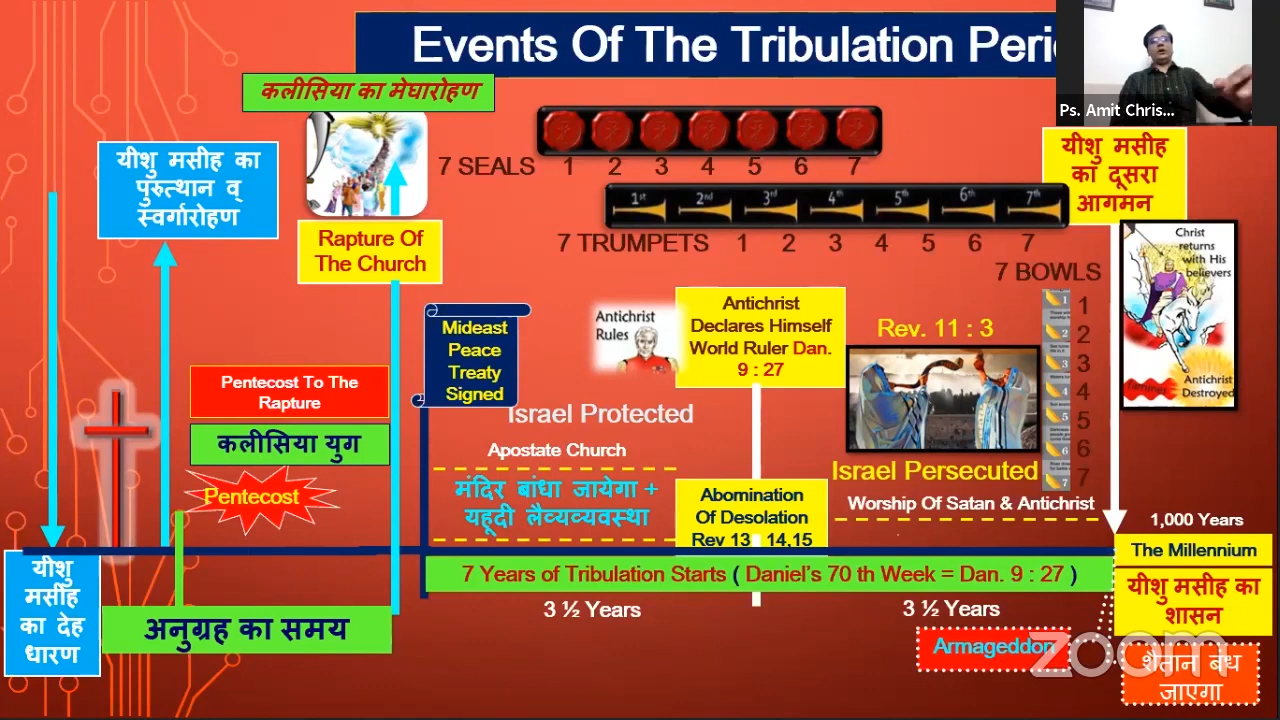 Events Of The Tribulation Peri
Ps. Amit Chris...
कलीसिया का मेघारोहण
यीशु मसीह का
पुरुत्थान व्
स्वर्गारोहण
Rapture Of
The Church
7 SEALS 1 2 3 4 5 6 7
1st 2nd 3rd 4th 5th 6th 7th
7 TRUMPETS 1 2 3 4 5 6 7
7 BOWLS
1
2
3
4
5
6
7
यीशु मसीह
का दूसरा
आगमन
Christ
returns
with His
believers
Antichrist
Destroyed
Mideast
Peace
Treaty
Signed
Antichrist
Rules
Antichrist
Declares Himself
World Ruler Dan.
9 : 27
Rev. 11 : 3
Israel Protected
Apostate Church
मंदिर बांधा जायेगा +
यहूदी लैव्यव्यवस्था
Abomination
Of Desolation
Rev 13 14,15
Israel Persecuted
Worship Of Satan & Antichrist
Pentecost To The
Rapture
कलीसिया युग
Pentecost
यीशु
मसीह
का देह
धारण
अनुग्रह का समय
7 Years of Tribulation Starts ( Daniel's 70 th Week = Dan. 9 : 27 )
3 ½ Years
3 ½ Years
Armageddon
1,000 Years
The Millennium
यीशु मसीह का
शासन
शैतान बंध
जाएगा
zoom